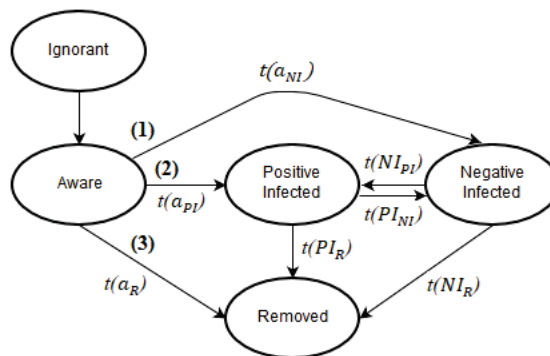 Ignorant
t(a_NI)
(1)
(2)
t(NI_PI)
Aware
Positive
Infected
Negative
Infected
t(a_PI)
t(PI_NI)
(3)
t(PI_R)
t(a_R)
t(NI_R)
Removed